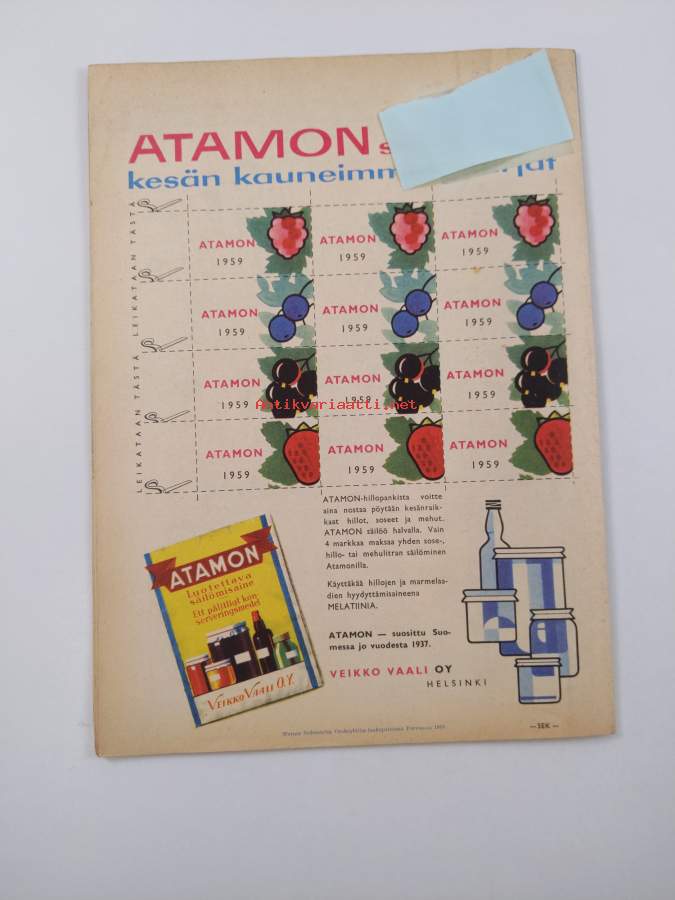 ATAMON
kesän kauneimm
LEIKATAAN TÄSTÄ LEIKATAAN TÄSTÄ
ATAMON ATAMON ATAMON
1959 1959 1959
ATAMON ATAMON ATAMON
1959 1959 1959
ATAMON ATAMON ATAMON
1959 1959 1959
Antikvariaatti.net
ATAMON ATAMON ATAMON
1959 1959 1959
ATAMON-hillopankista voitte
aina nostaa pöytään kesänraik-
kaat hillot, soseet ja mehut.
ATAMON säilöö halvalla. Vain
4 markkaa maksaa yhden sose-,
hillo- tai mehulitran säilöminen
Atamonilla.
Käyttäkää hillojen ja marmelaa-
dien hyydyttämisaineena
MELATIINIA.
ATAMON — suosittu Suo-
messa jo vuodesta 1937.
VEIKKO VAALI OY
HELSINKI
ATAMON
Luotettava
säilömisaine
Ett pålitligt kon-
serveringsmedel
VEIKKO VAALI O.Y.
— SEK —